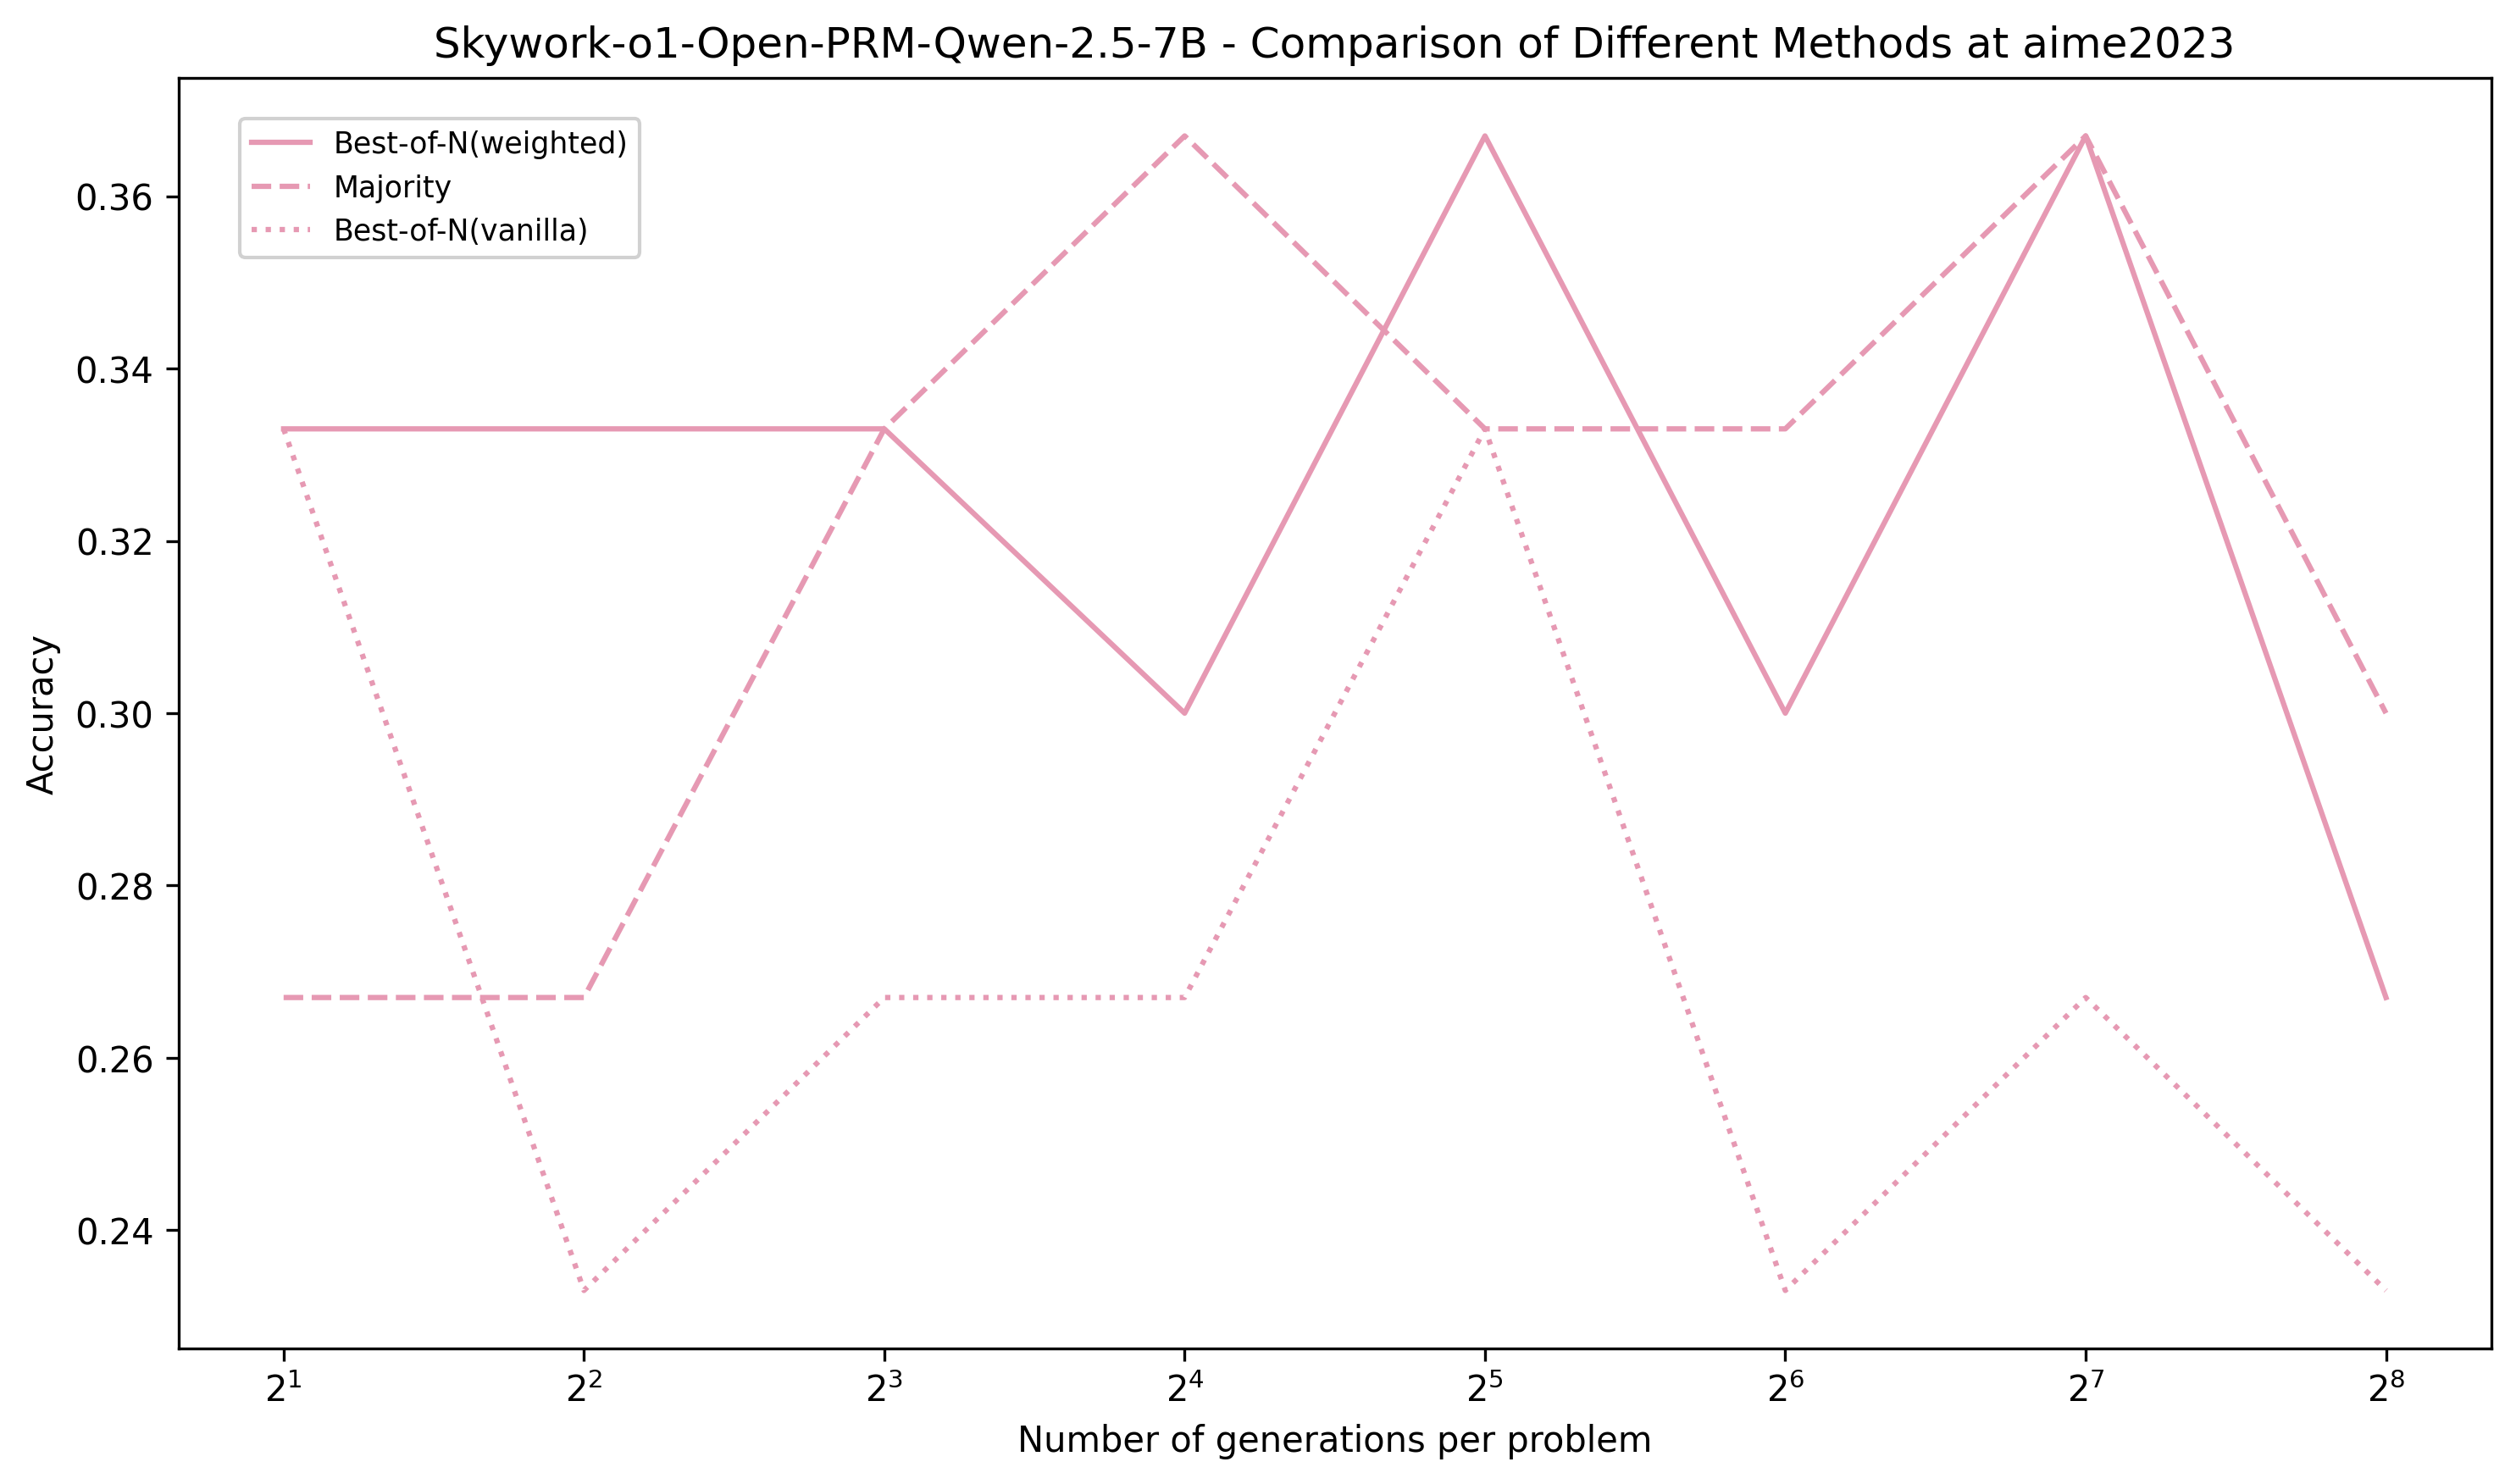 Skywork-o1-Open-PRM-Qwen-2.5-7B - Comparison of Different Methods at aime2023
Best-of-N(weighted)
Majority
Best-of-N(vanilla)
0.36
0.34
0.32
0.30
0.28
0.26
0.24
Accuracy
2¹ 2² 2³ 2⁴ 2⁵ 2⁶ 2⁷ 2⁸
Number of generations per problem